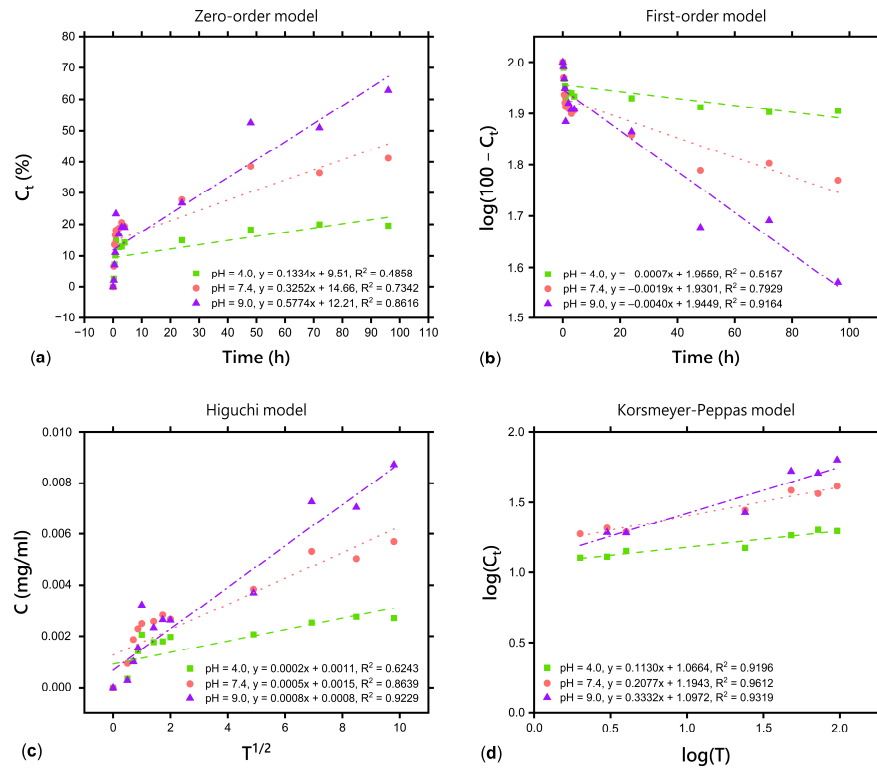 Zero-order model
80
70
60
50
40
30
20
10
0
−10
C_t (%)
pH = 4.0, y = 0.1334x + 9.51, R² = 0.4858
pH = 7.4, y = 0.3252x + 14.66, R² = 0.7342
pH = 9.0, y = 0.5774x + 12.21, R² = 0.8616
−10 0 10 20 30 40 50 60 70 80 90 100 110
Time (h)
(a)
First-order model
2.0
1.9
1.8
1.7
1.6
1.5
log(100 − C_t)
pH – 4.0, y – 0.0007x + 1.9559, R² – 0.5157
pH = 7.4, y = –0.0019x + 1.9301, R² = 0.7929
pH = 9.0, y = –0.0040x + 1.9449, R² = 0.9164
0 20 40 60 80 100
Time (h)
(b)
Higuchi model
0.010
0.008
0.006
0.004
0.002
0.000
C (mg/ml)
pH = 4.0, y = 0.0002x + 0.0011, R² = 0.6243
pH = 7.4, y = 0.0005x + 0.0015, R² = 0.8639
pH = 9.0, y = 0.0008x + 0.0008, R² = 0.9229
0 2 4 6 8 10
T^1/2
(c)
Korsmeyer-Peppas model
2.0
1.5
1.0
0.5
0.0
log(C_t)
pH = 4.0, y = 0.1130x + 1.0664, R² = 0.9196
pH = 7.4, y = 0.2077x + 1.1943, R² = 0.9612
pH = 9.0, y = 0.3332x + 1.0972, R² = 0.9319
0.0 0.5 1.0 1.5 2.0
log(T)
(d)